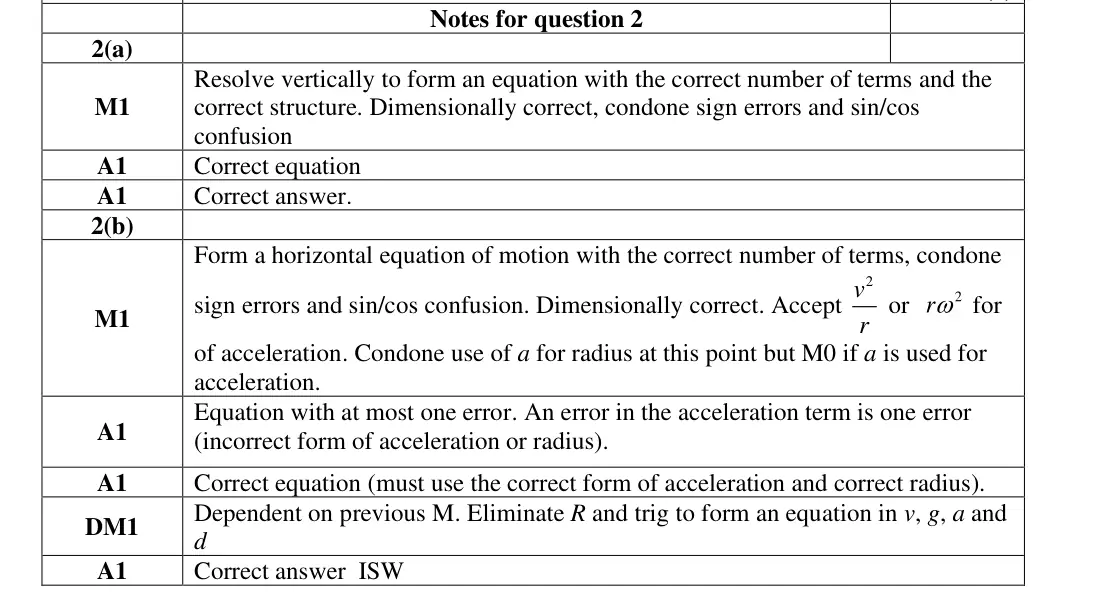 Notes for question 2
2(a)
M1
Resolve vertically to form an equation with the correct number of terms and the
correct structure. Dimensionally correct, condone sign errors and sin/cos
confusion
A1
Correct equation
A1
Correct answer.
2(b)
M1
Form a horizontal equation of motion with the correct number of terms, condone
sign errors and sin/cos confusion. Dimensionally correct. Accept v²/r or rω² for
of acceleration. Condone use of a for radius at this point but M0 if a is used for
acceleration.
A1
Equation with at most one error. An error in the acceleration term is one error
(incorrect form of acceleration or radius).
A1
Correct equation (must use the correct form of acceleration and correct radius).
DM1
Dependent on previous M. Eliminate R and trig to form an equation in v, g, a and
d
A1
Correct answer ISW